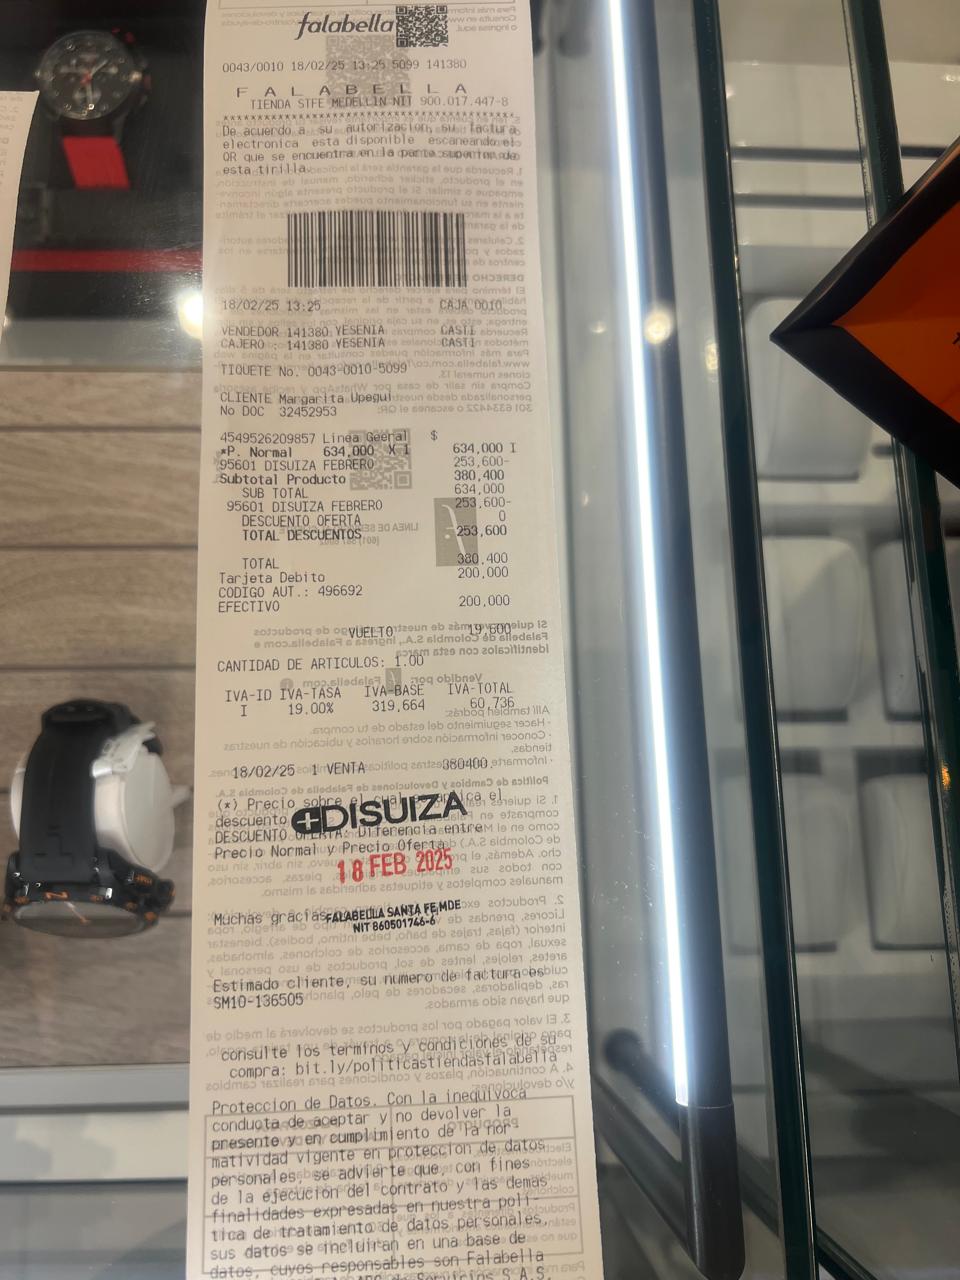 falabella
0043/0010 18/02/25 13:25 5099 141380
F A L A B E L L A
TIENDA STFE MEDELLIN NIT 900.017.447-8
****************************************
De acuerdo a su autorizacion, su factura
electronica esta disponible escaneando el
QR que se encuentra en la parte superior de
esta tirilla.
18/02/25 13:25 CAJA 0010
VENDEDOR 141380 YESENIA CASTI
CAJERO : 141380 YESENIA CASTI
TIQUETE No. 0043-0010-5099
CLIENTE Margarita Upegui
No DOC 32452953
4549526209857 Linea Geeral $
*P. Normal 634,000 X 1 634,000 I
95601 DISUIZA FEBRERO 253,600-
Subtotal Producto 380,400
SUB TOTAL 634,000
95601 DISUIZA FEBRERO 253,600-
DESCUENTO OFERTA 0
TOTAL DESCUENTOS 253,600
TOTAL 380,400
Tarjeta Debito 200,000
CODIGO AUT.: 496692
EFECTIVO 200,000
VUELTO 19,600
CANTIDAD DE ARTICULOS: 1.00
IVA-ID IVA-TASA IVA-BASE IVA-TOTAL
I 19.00% 319,664 60,736
18/02/25 1 VENTA 380400
(*) Precio sobre el cual se aplica el
descuento
DISUIZA
DESCUENTO OFERTA: Diferencia entre
Precio Normal y Precio Oferta
18 FEB 2025
Muchas gracias
FALABELLA SANTA FE MDE
NIT 860501746-6
Estimado cliente, su numero de factura es
SM10-136505
consulte los terminos y condiciones de su
compra: bit.ly/politicastiendasfalabella
Proteccion de Datos. Con la inequivoca
conducta de aceptar y no devolver la
presente y en cumplimiento de la nor-
matividad vigente en proteccion de datos
personales, se advierte que, con fines
de la ejecucion del contrato y las demas
finalidades expresadas en nuestra poli-
tica de tratamiento de datos personales,
sus datos se incluiran en una base de
datos, cuyos responsables son Falabella
de Servicios S.A.S.